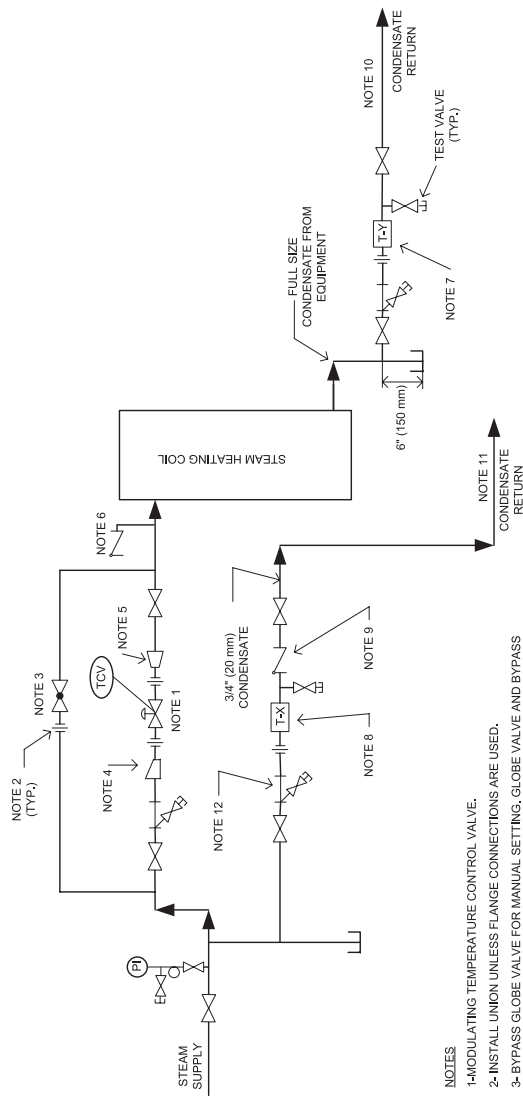 STEAM
SUPPLY
PI
NOTE 2
(TYP.)
NOTE 3
NOTE 4
TCV
NOTE 1
NOTE 5
NOTE 6
STEAM HEATING COIL
FULL SIZE
CONDENSATE FROM
EQUIPMENT
6" (150 mm)
T-Y
NOTE 7
TEST VALVE
(TYP.)
NOTE 10
CONDENSATE
RETURN
NOTE 12
T-X
NOTE 8
NOTE 9
3/4" (20 mm)
CONDENSATE
NOTE 11
CONDENSATE
RETURN
NOTES
1-MODULATING TEMPERATURE CONTROL VALVE.
2- INSTALL UNION UNLESS FLANGE CONNECTIONS ARE USED.
3- BYPASS GLOBE VALVE FOR MANUAL SETTING, GLOBE VALVE AND BYPASS